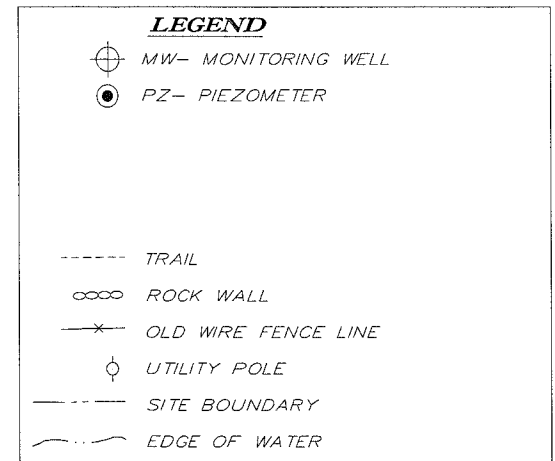 LEGEND
MW- MONITORING WELL
PZ- PIEZOMETER
TRAIL
ROCK WALL
OLD WIRE FENCE LINE
UTILITY POLE
SITE BOUNDARY
EDGE OF WATER